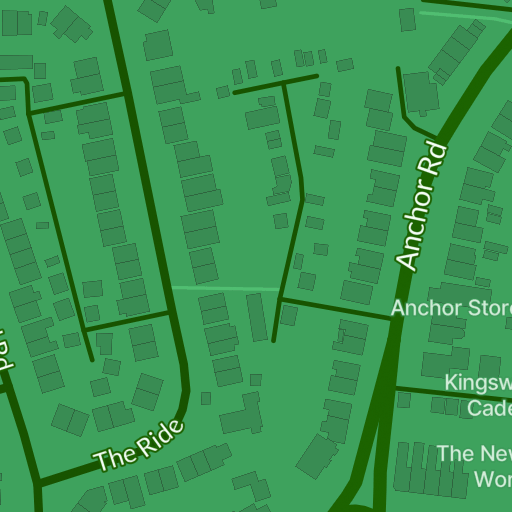 Anchor Rd
Anchor Store
Kingsw
Cade
The Ride
The New
Wor